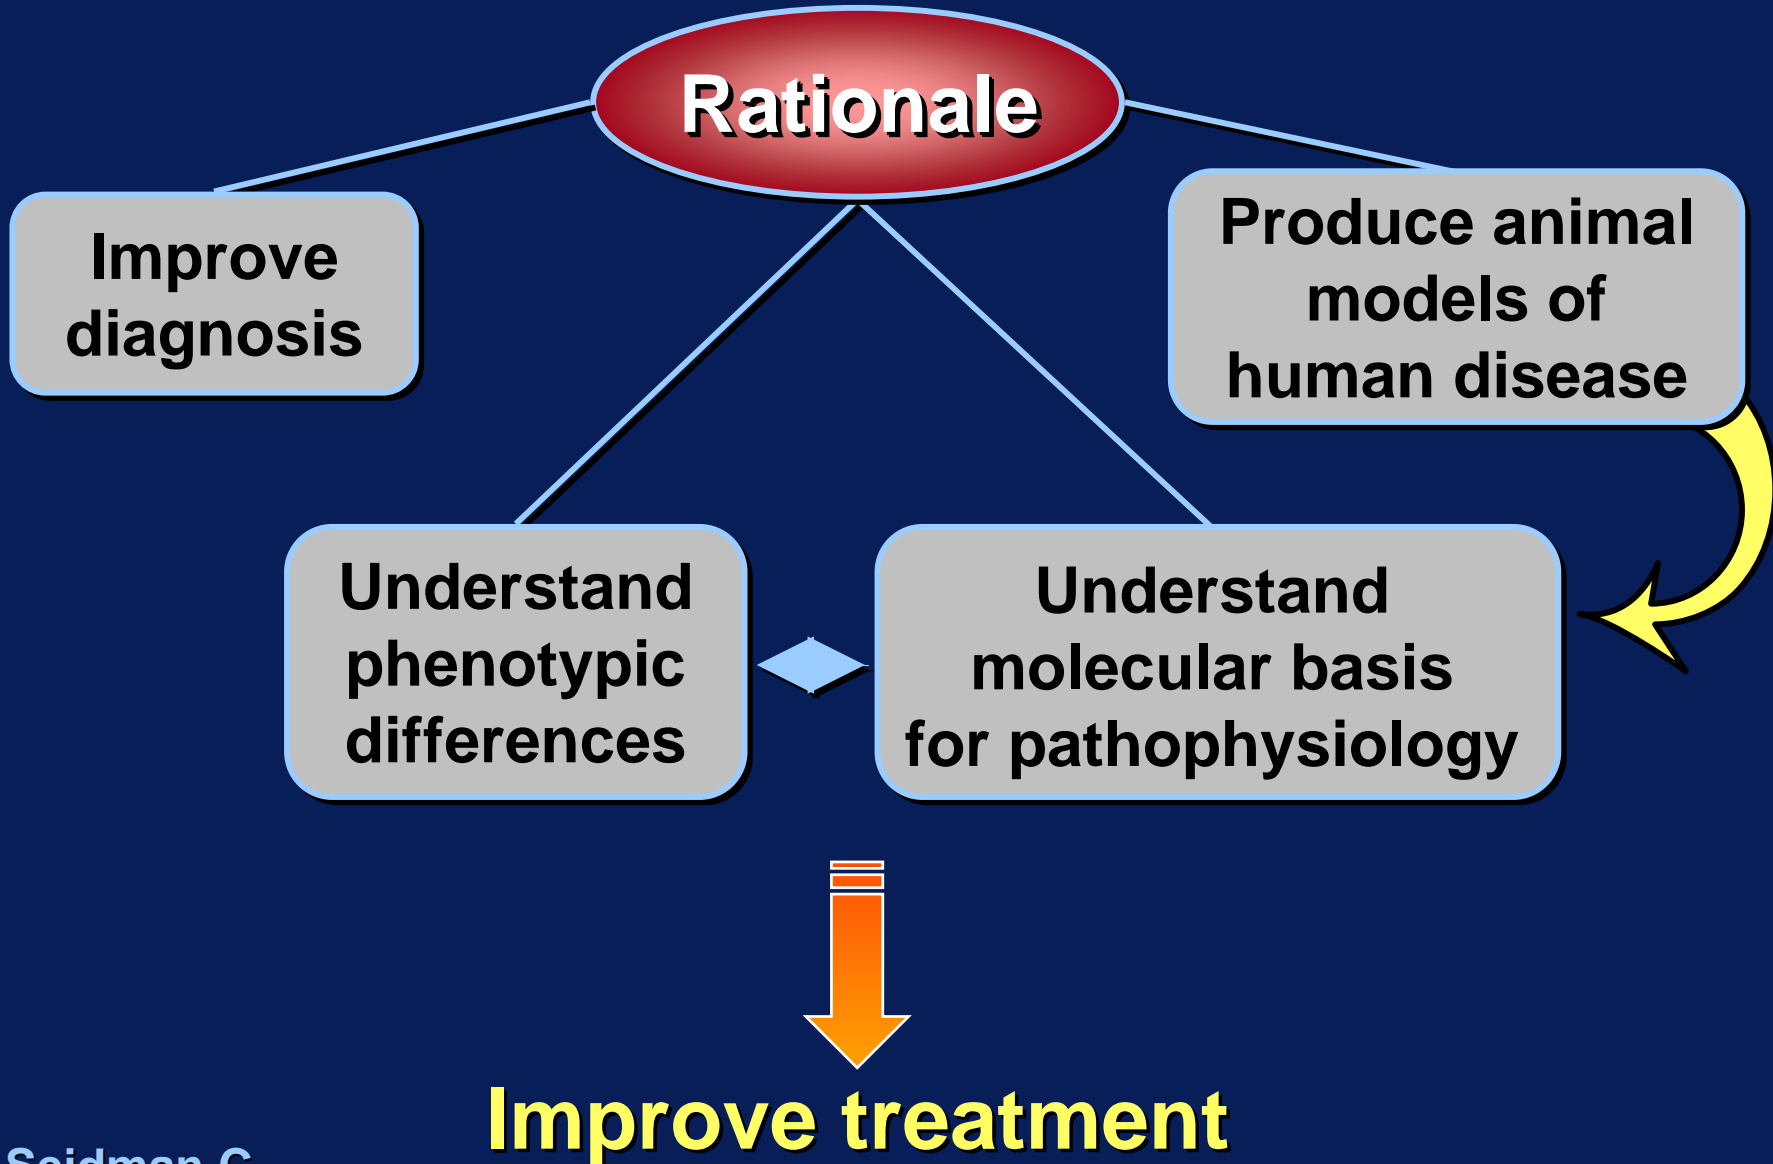 Rationale
Improve
diagnosis
Produce animal
models of
human disease
Understand
phenotypic
differences
Understand
molecular basis
for pathophysiology
Improve treatment
Seidman C